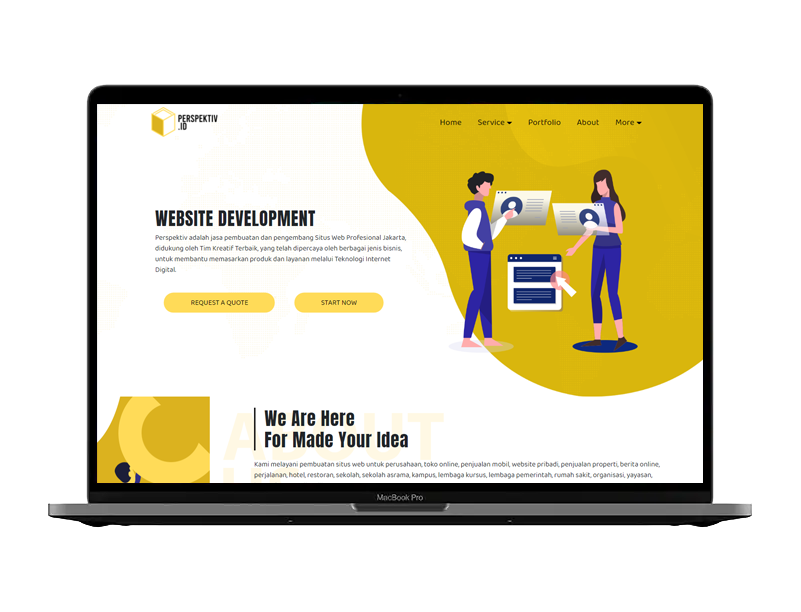 PERSPEKTIV
.ID
Home Service Portfolio About More
WEBSITE DEVELOPMENT
Perspektiv adalah jasa pembuatan dan pengembang Situs Web Profesional Jakarta,
didukung oleh Tim Kreatif Terbaik, yang telah dipercaya oleh berbagai jenis bisnis,
untuk membantu memasarkan produk dan layanan melalui Teknologi Internet
Digital.
REQUEST A QUOTE START NOW
ABOUT
We Are Here
For Made Your Idea
Kami melayani pembuatan situs web untuk perusahaan, toko online, penjualan mobil, website pribadi, penjualan properti, berita online,
perjalanan, hotel, restoran, sekolah, sekolah asrama, kampus, lembaga kursus, lembaga pemerintah, rumah sakit, organisasi, yayasan,
MacBook Pro